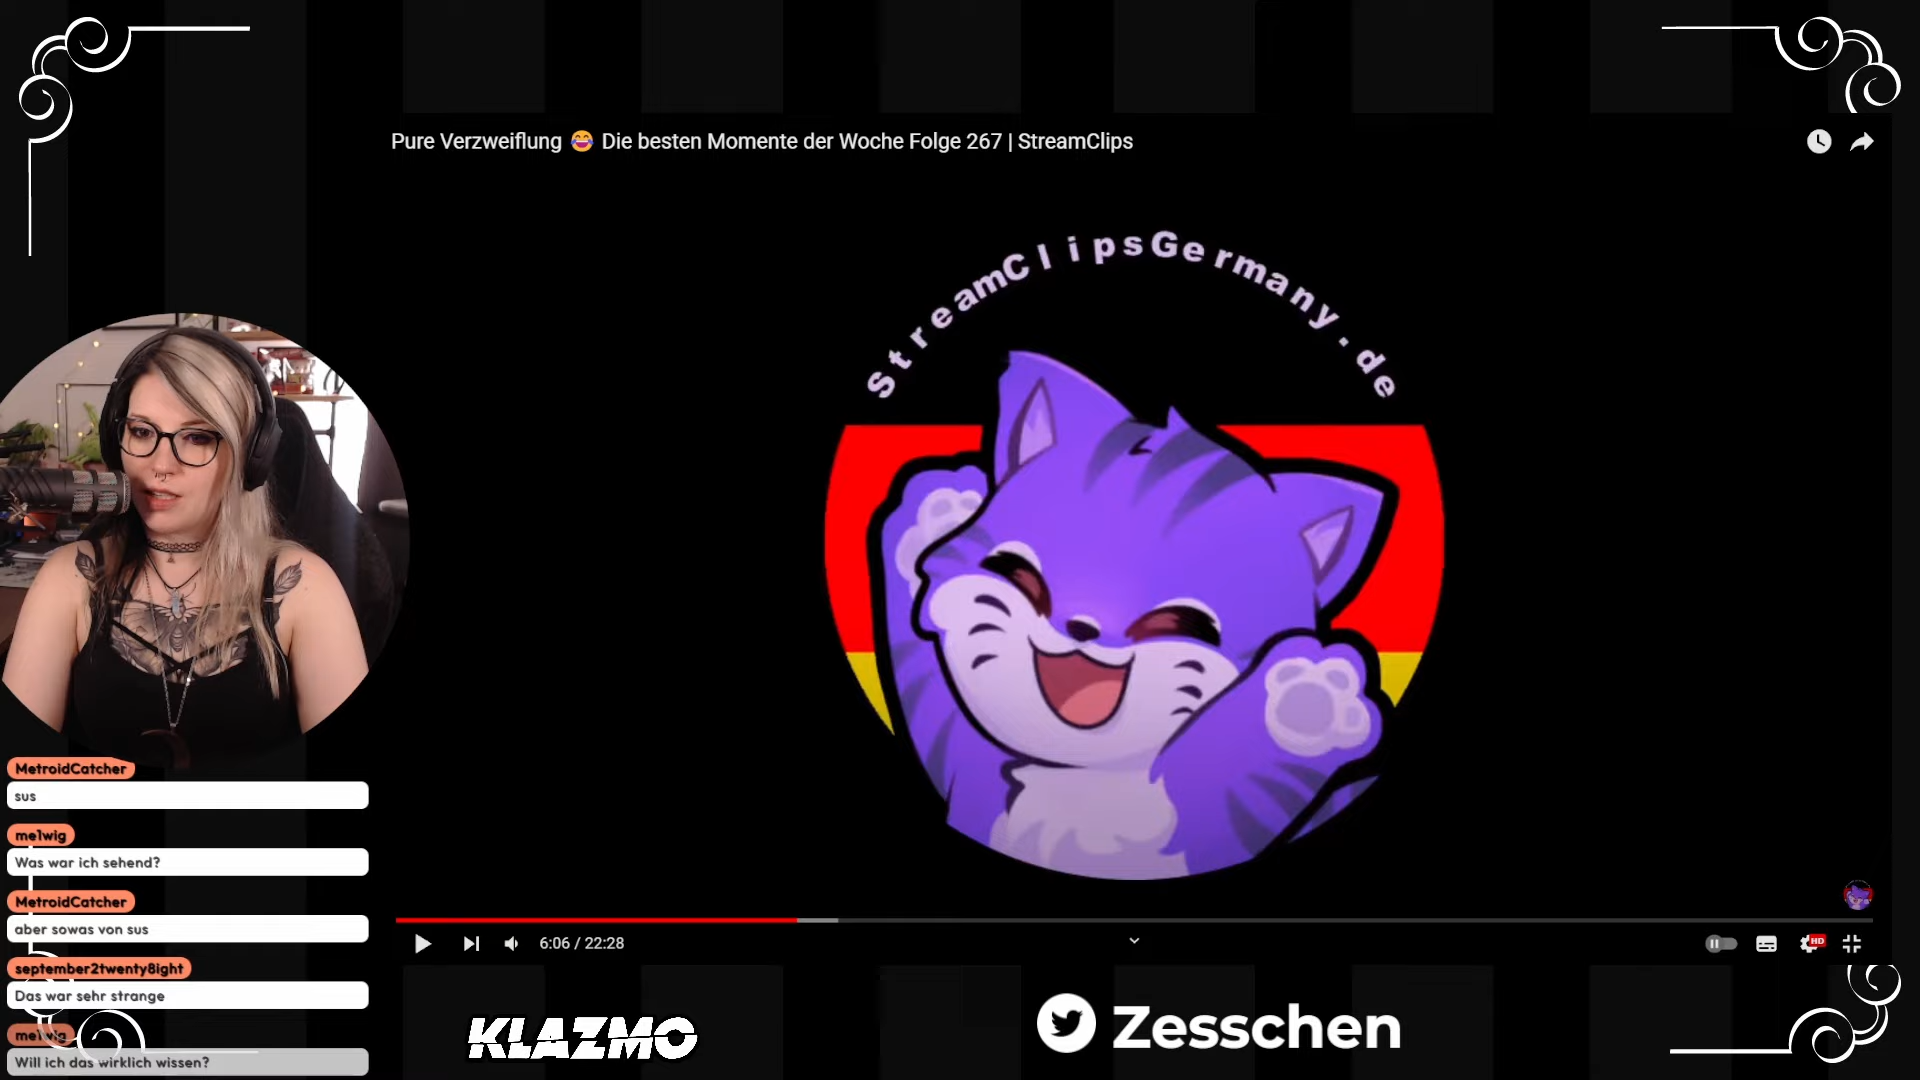 Pure Verzweiflung 😂 Die besten Momente der Woche Folge 267 | StreamClips
StreamClipsGermany.de
MetroidCatcher
sus
me1wig
Was war ich sehend?
MetroidCatcher
aber sowas von sus
september2twenty8ight
Das war sehr strange
me1wig
Will ich das wirklich wissen?
6:06 / 22:28
HD
KLAZMO
Zesschen